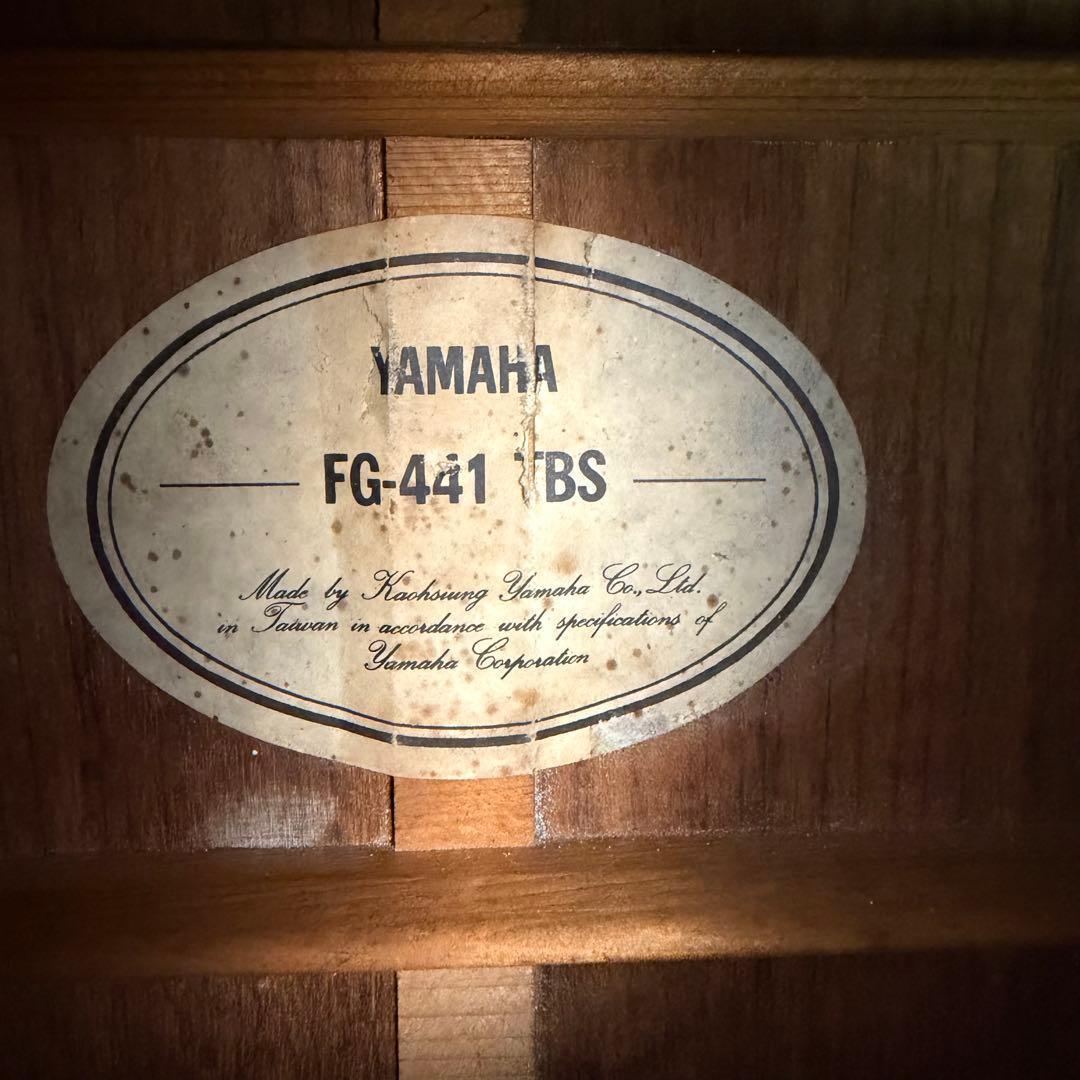 YAMAHA
FG-441 TBS
Made by Kaohsiung Yamaha Co., Ltd.
in Taiwan in accordance with specifications of
Yamaha Corporation